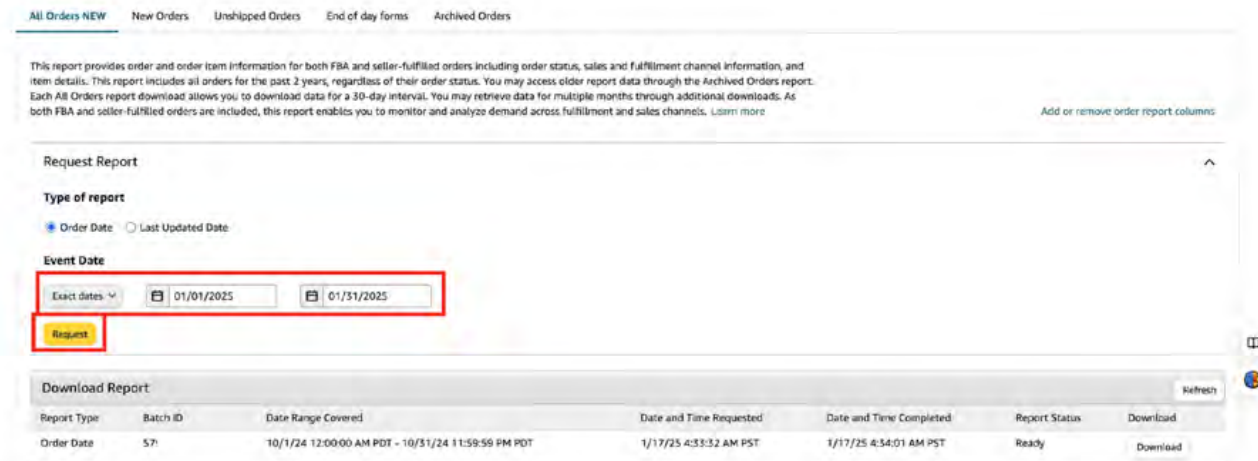 All Orders NEW New Orders Unshipped Orders End of day forms Archived Orders
This report provides order and order item information for both FBA and seller-fulfilled orders including order status, sales and fulfillment channel information, and
item details. This report includes all orders for the past 2 years, regardless of their order status. You may access older report data through the Archived Orders report.
Each All Orders report download allows you to download data for a 30-day interval. You may retrieve data for multiple months through additional downloads. As
both FBA and seller-fulfilled orders are included, this report enables you to monitor and analyze demand across fulfillment and sales channels. Learn more
Add or remove order report columns
Request Report
Type of report
Order Date Last Updated Date
Event Date
Exact dates 01/01/2025 01/31/2025
Request
Download Report
Refresh
Report Type Batch ID Date Range Covered Date and Time Requested Date and Time Completed Report Status Download
Order Date 57 10/1/24 12:00:00 AM PDT - 10/31/24 11:59:59 PM PDT 1/17/25 4:33:32 AM PST 1/17/25 4:34:01 AM PST Ready Download